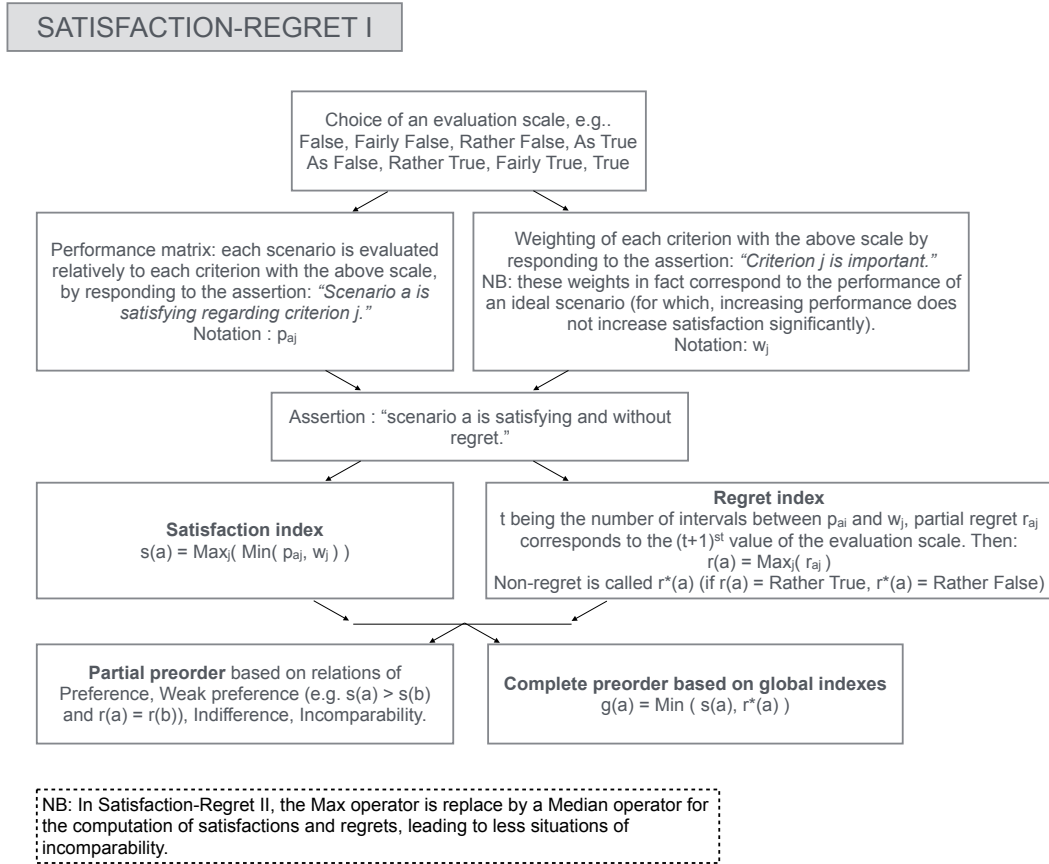 SATISFACTION-REGRET I
Choice of an evaluation scale, e.g..
False, Fairly False, Rather False, As True
As False, Rather True, Fairly True, True
Performance matrix: each scenario is evaluated
relatively to each criterion with the above scale,
by responding to the assertion: “Scenario a is
satisfying regarding criterion j.”
Notation : paj
Weighting of each criterion with the above scale by
responding to the assertion: “Criterion j is important.”
NB: these weights in fact correspond to the performance of
an ideal scenario (for which, increasing performance does
not increase satisfaction significantly).
Notation: wj
Assertion : “scenario a is satisfying and without
regret.”
Satisfaction index
s(a) = Maxj( Min( paj, wj ) )
Regret index
t being the number of intervals between pai and wj, partial regret raj
corresponds to the (t+1)st value of the evaluation scale. Then:
r(a) = Maxj( raj )
Non-regret is called r*(a) (if r(a) = Rather True, r*(a) = Rather False)
Partial preorder based on relations of
Preference, Weak preference (e.g. s(a) > s(b)
and r(a) = r(b)), Indifference, Incomparability.
Complete preorder based on global indexes
g(a) = Min ( s(a), r*(a) )
NB: In Satisfaction-Regret II, the Max operator is replace by a Median operator for
the computation of satisfactions and regrets, leading to less situations of
incomparability.